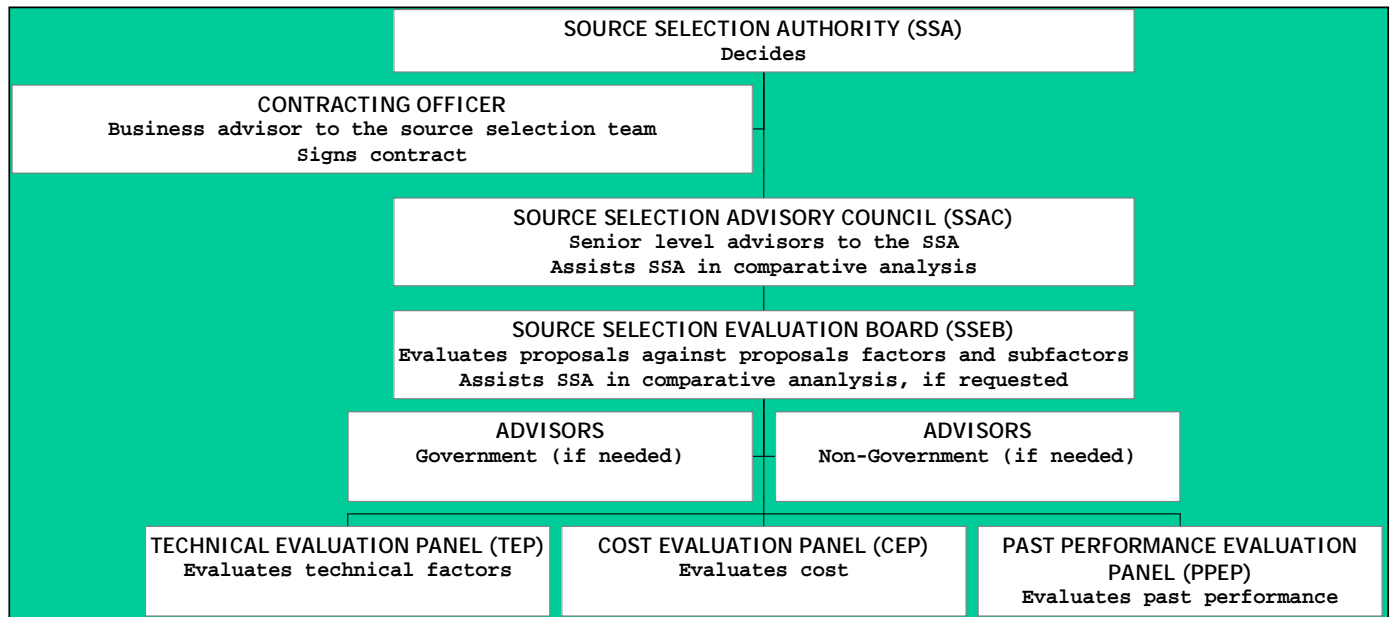 SOURCE SELECTION AUTHORITY (SSA)
Decides
CONTRACTING OFFICER
Business advisor to the source selection team
Signs contract
SOURCE SELECTION ADVISORY COUNCIL (SSAC)
Senior level advisors to the SSA
Assists SSA in comparative analysis
SOURCE SELECTION EVALUATION BOARD (SSEB)
Evaluates proposals against proposals factors and subfactors
Assists SSA in comparative ananlysis, if requested
ADVISORS
Government (if needed)
ADVISORS
Non-Government (if needed)
TECHNICAL EVALUATION PANEL (TEP)
Evaluates technical factors
COST EVALUATION PANEL (CEP)
Evaluates cost
PAST PERFORMANCE EVALUATION
PANEL (PPEP)
Evaluates past performance